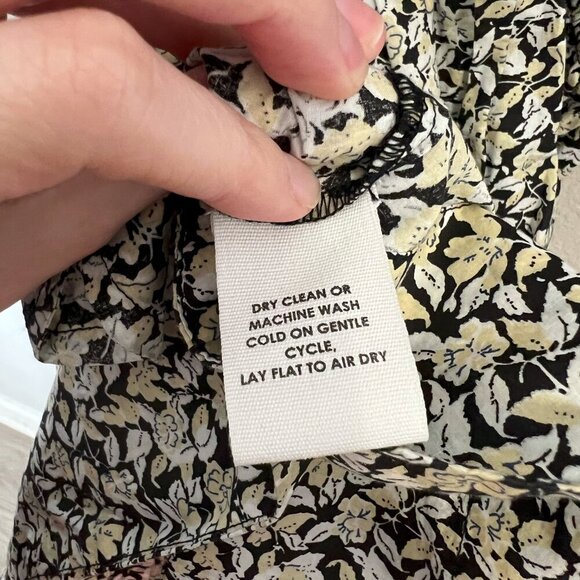 DRY CLEAN OR
MACHINE WASH
COLD ON GENTLE
CYCLE,
LAY FLAT TO AIR DRY